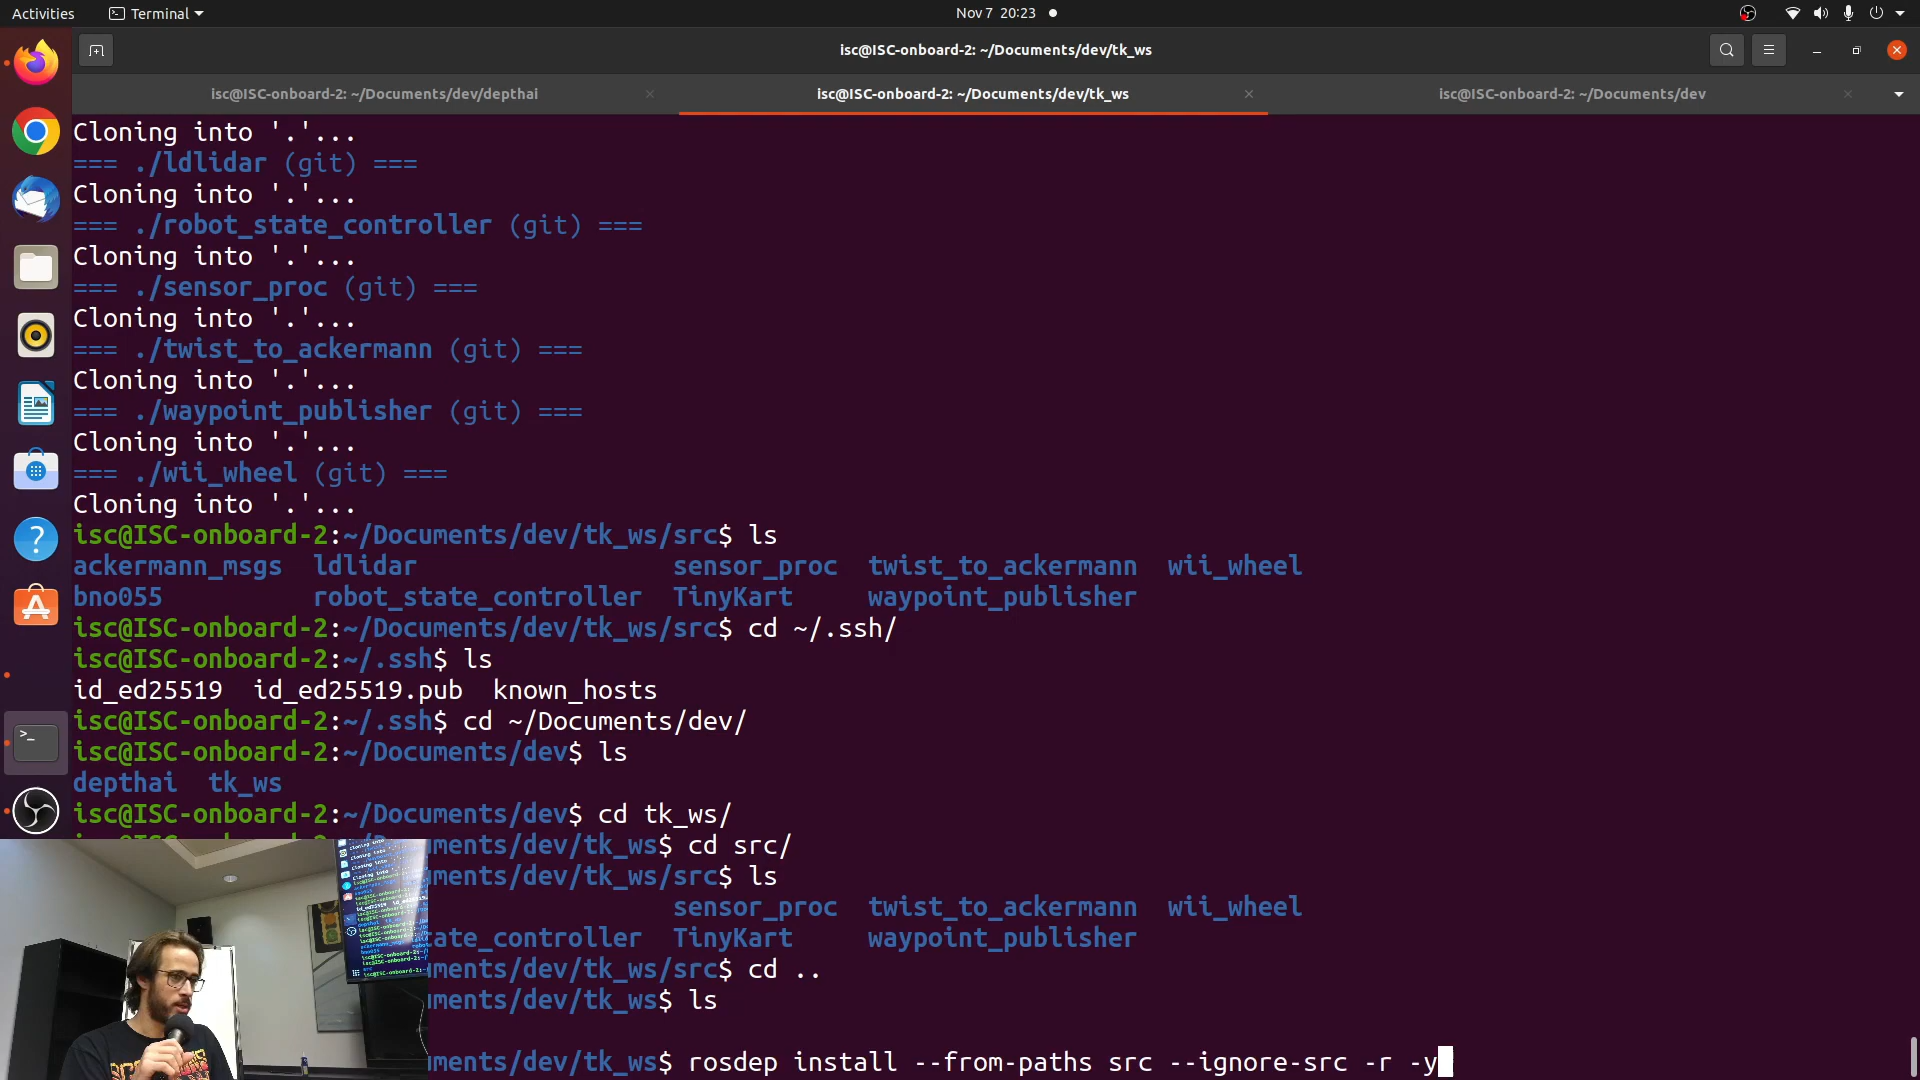 Activities Terminal Nov 7 20:23
isc@ISC-onboard-2: ~/Documents/dev/tk_ws
isc@ISC-onboard-2: ~/Documents/dev/depthai isc@ISC-onboard-2: ~/Documents/dev/tk_ws isc@ISC-onboard-2: ~/Documents/dev
Cloning into '.'...
=== ./ldlidar (git) ===
Cloning into '.'...
=== ./robot_state_controller (git) ===
Cloning into '.'...
=== ./sensor_proc (git) ===
Cloning into '.'...
=== ./twist_to_ackermann (git) ===
Cloning into '.'...
=== ./waypoint_publisher (git) ===
Cloning into '.'...
=== ./wii_wheel (git) ===
Cloning into '.'...
isc@ISC-onboard-2:~/Documents/dev/tk_ws/src$ ls
ackermann_msgs ldlidar sensor_proc twist_to_ackermann wii_wheel
bno055 robot_state_controller TinyKart waypoint_publisher
isc@ISC-onboard-2:~/Documents/dev/tk_ws/src$ cd ~/.ssh/
isc@ISC-onboard-2:~/.ssh$ ls
id_ed25519 id_ed25519.pub known_hosts
isc@ISC-onboard-2:~/.ssh$ cd ~/Documents/dev/
isc@ISC-onboard-2:~/Documents/dev$ ls
depthai tk_ws
isc@ISC-onboard-2:~/Documents/dev$ cd tk_ws/
ments/dev/tk_ws$ cd src/
ments/dev/tk_ws/src$ ls
sensor_proc twist_to_ackermann wii_wheel
ate_controller TinyKart waypoint_publisher
ments/dev/tk_ws/src$ cd ..
ments/dev/tk_ws$ ls
ments/dev/tk_ws$ rosdep install --from-paths src --ignore-src -r -y